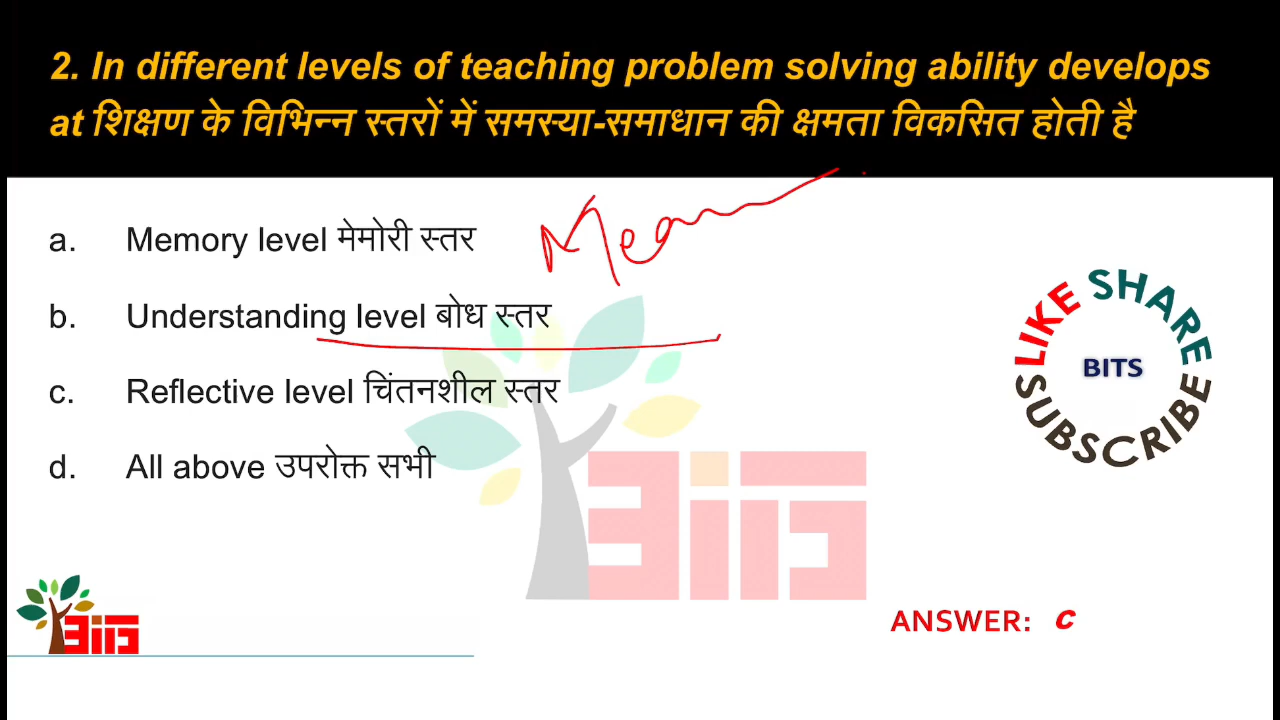 2. In different levels of teaching problem solving ability develops
at शिक्षण के विभिन्न स्तरों में समस्या-समाधान की क्षमता विकसित होती है
a. Memory level मेमोरी स्तर
b. Understanding level बोध स्तर
c. Reflective level चिंतनशील स्तर
d. All above उपरोक्त सभी
LIKE SHARE
BITS
SUBSCRIBE
ANSWER: c